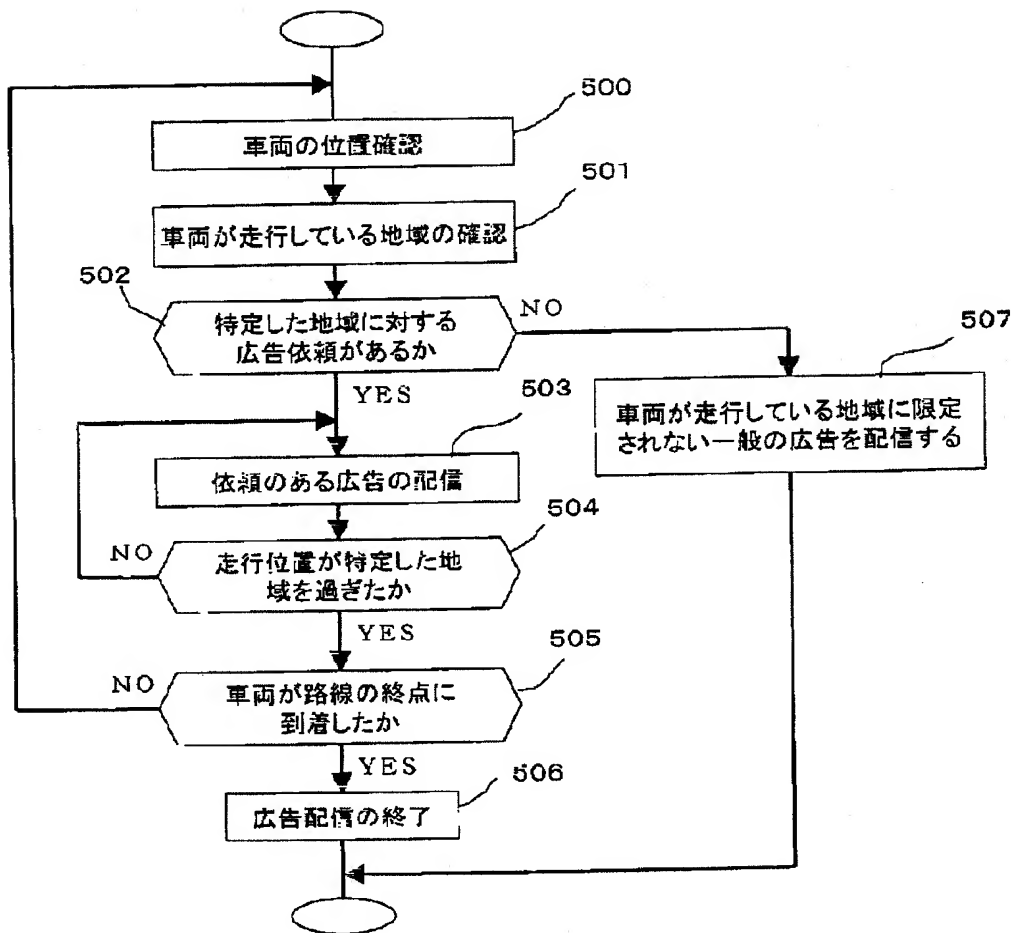 500
車両の位置確認
501
車両が走行している地域の確認
502
特定した地域に対する
広告依頼があるか
NO
507
YES
503
車両が走行している地域に限定
されない一般の広告を配信する
依頼のある広告の配信
504
NO
走行位置が特定した地
域を過ぎたか
YES
505
NO
車両が路線の終点に
到着したか
YES
506
広告配信の終了